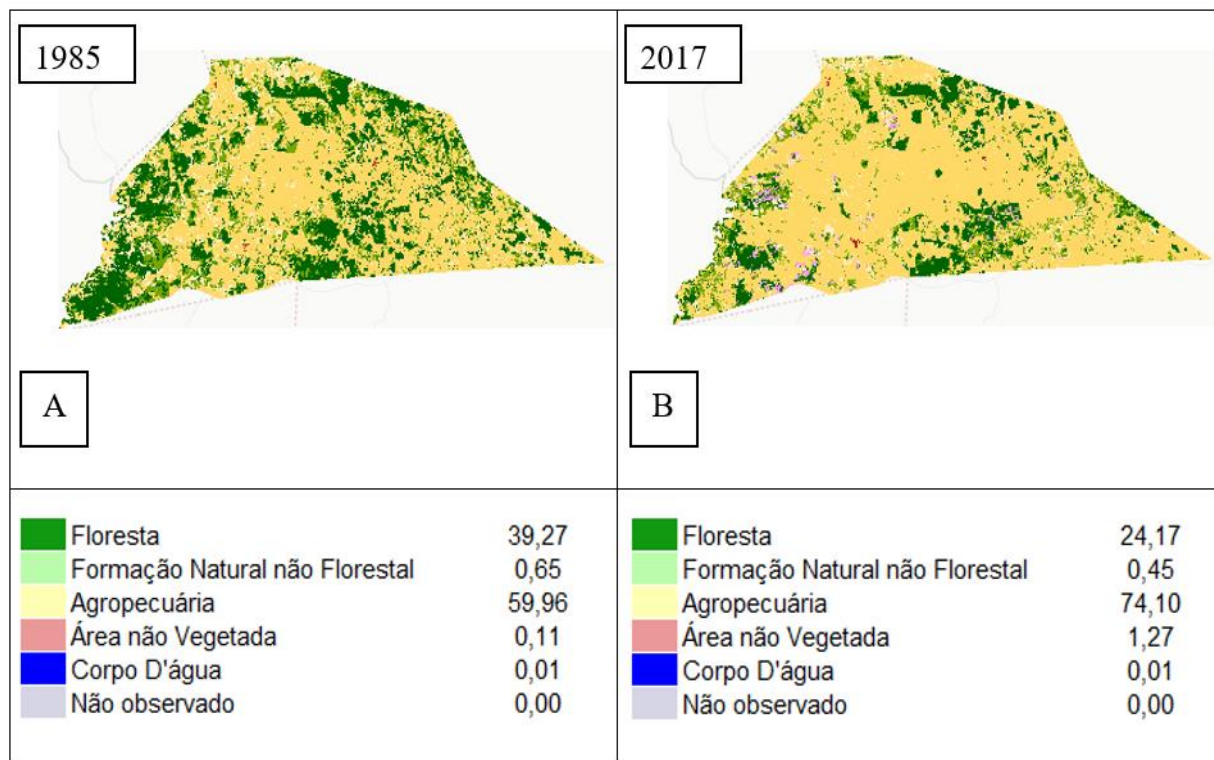 1985
2017
A
B
Floresta 39,27
Formação Natural não Florestal 0,65
Agropecuária 59,96
Área não Vegetada 0,11
Corpo D'água 0,01
Não observado 0,00
Floresta 24,17
Formação Natural não Florestal 0,45
Agropecuária 74,10
Área não Vegetada 1,27
Corpo D'água 0,01
Não observado 0,00